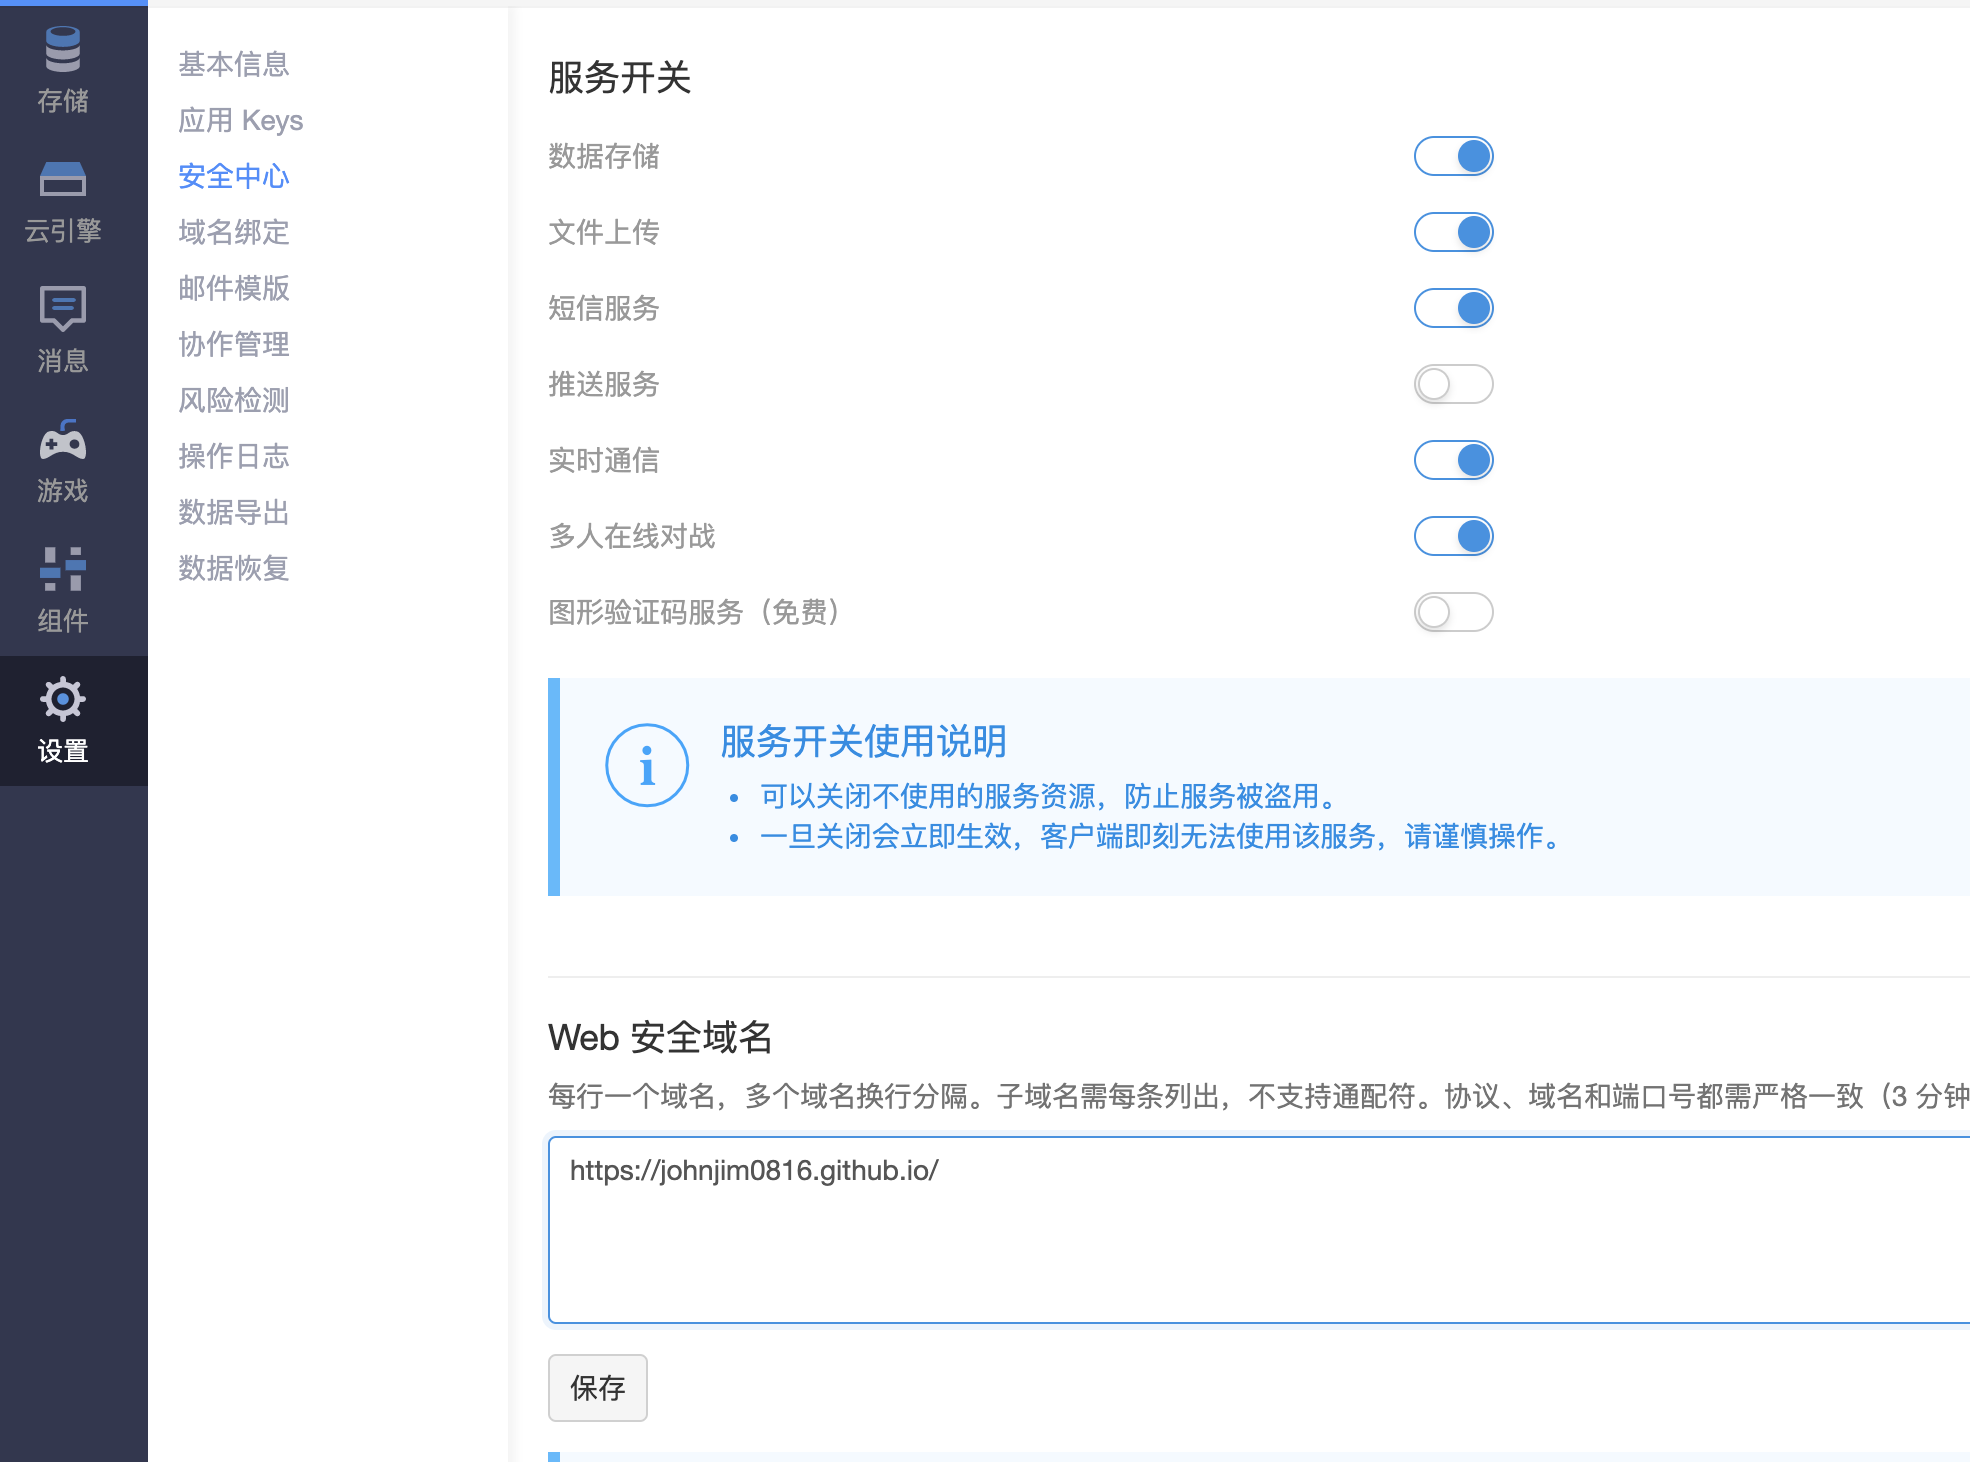 存储
云引擎
消息
游戏
组件
设置
基本信息
应用 Keys
安全中心
域名绑定
邮件模版
协作管理
风险检测
操作日志
数据导出
数据恢复
服务开关
数据存储
文件上传
短信服务
推送服务
实时通信
多人在线对战
图形验证码服务（免费）
服务开关使用说明
• 可以关闭不使用的服务资源，防止服务被盗用。
• 一旦关闭会立即生效，客户端即刻无法使用该服务，请谨慎操作。
Web 安全域名
每行一个域名，多个域名换行分隔。子域名需每条列出，不支持通配符。协议、域名和端口号都需严格一致（3 分钟
https://johnjim0816.github.io/
保存